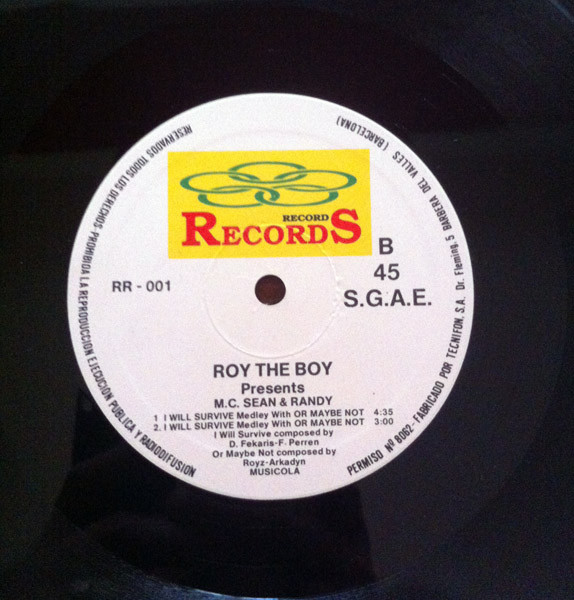 RECORD
RECORDS
B
45
S.G.A.E.
RR - 001
ROY THE BOY
Presents
M.C. SEAN & RANDY
1 I WILL SURVIVE Medley With OR MAYBE NOT 4:35
2. I WILL SURVIVE Medley With OR MAYBE NOT 3:00
I Will Survive composed by
D. Fekaris-F. Perren
Or Maybe Not composed by
Royz-Arkadyn
MUSICOLA
RESERVADOS TODOS LOS DERECHOS-PROHIBIDA LA REPRODUCCION EJECUCION PUBLICA Y RADIODIFUSION
PERMISO Nº 8062-FABRICADO POR TECNIFON, S.A. Dr. Fleming, 5 BARBERA DEL VALLES (BARCELONA)